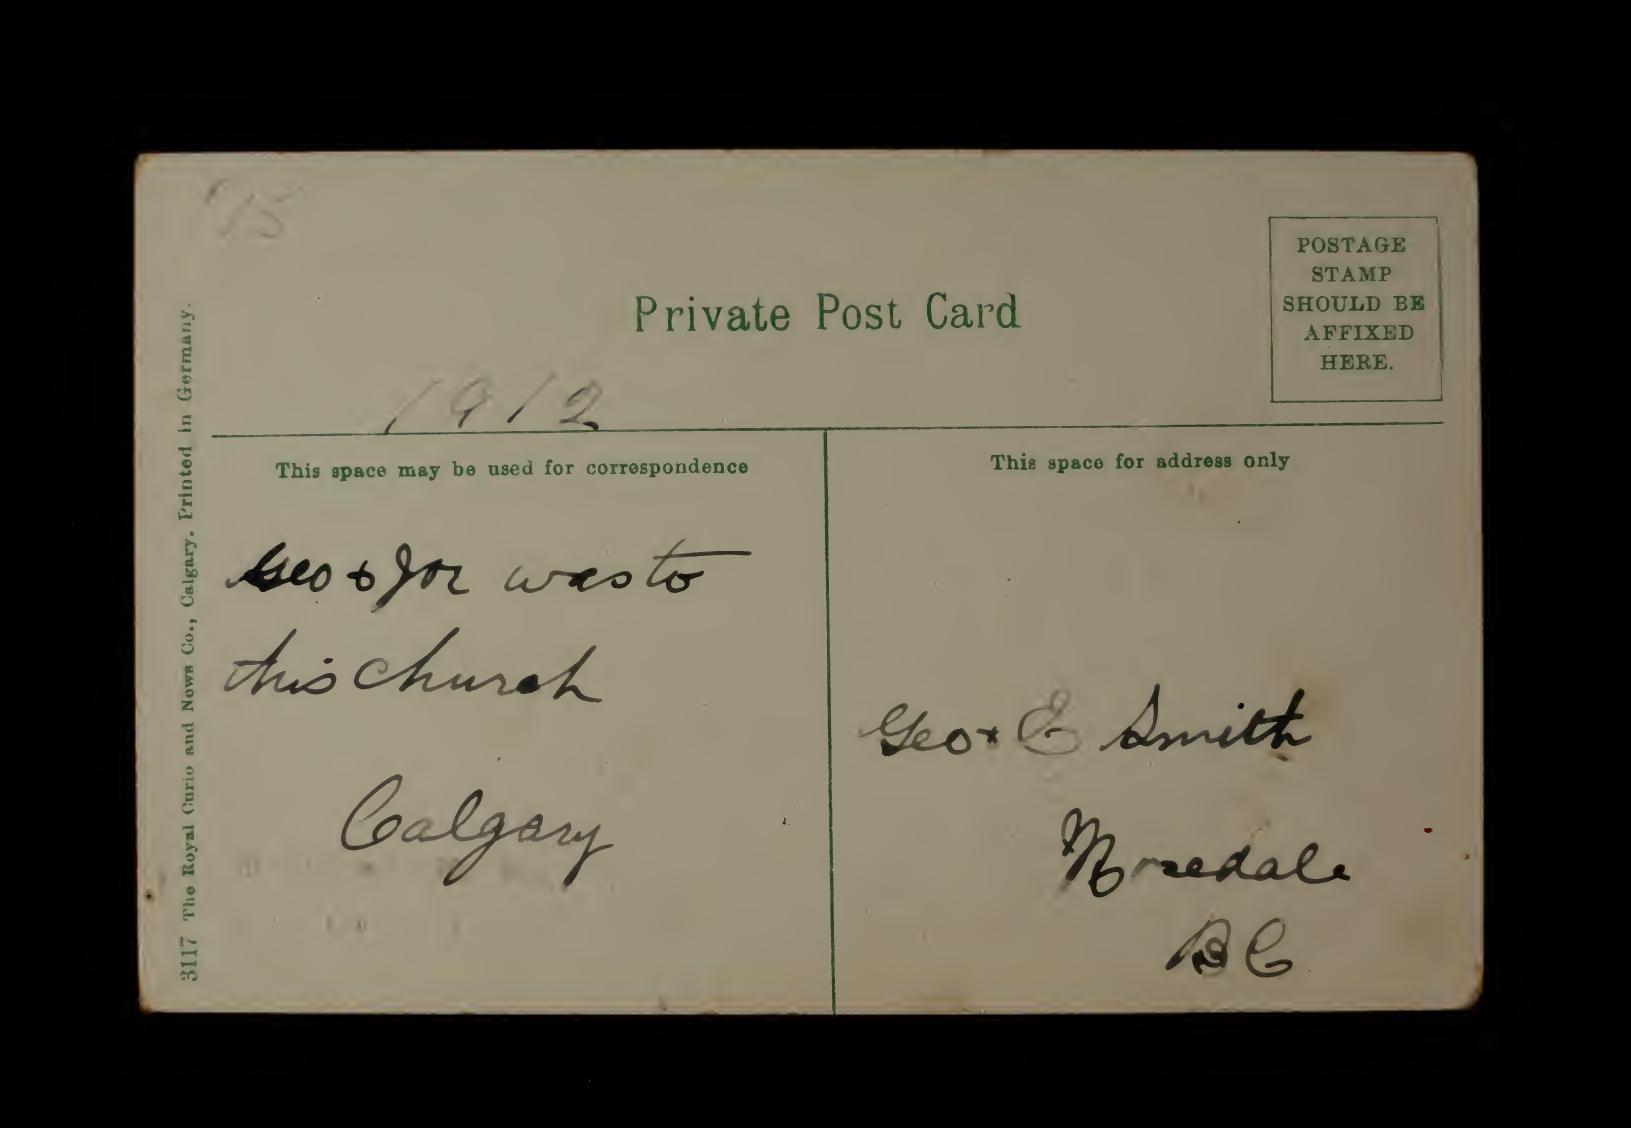 Private Post Card
POSTAGE
STAMP
SHOULD BE
AFFIXED
HERE.
1912
This space may be used for correspondence
Geo & Joe was to
this church
Calgary
This space for address only
Geo E Smith
Rosedale
B C
3117 The Royal Curio and News Co., Calgary. Printed in Germany.